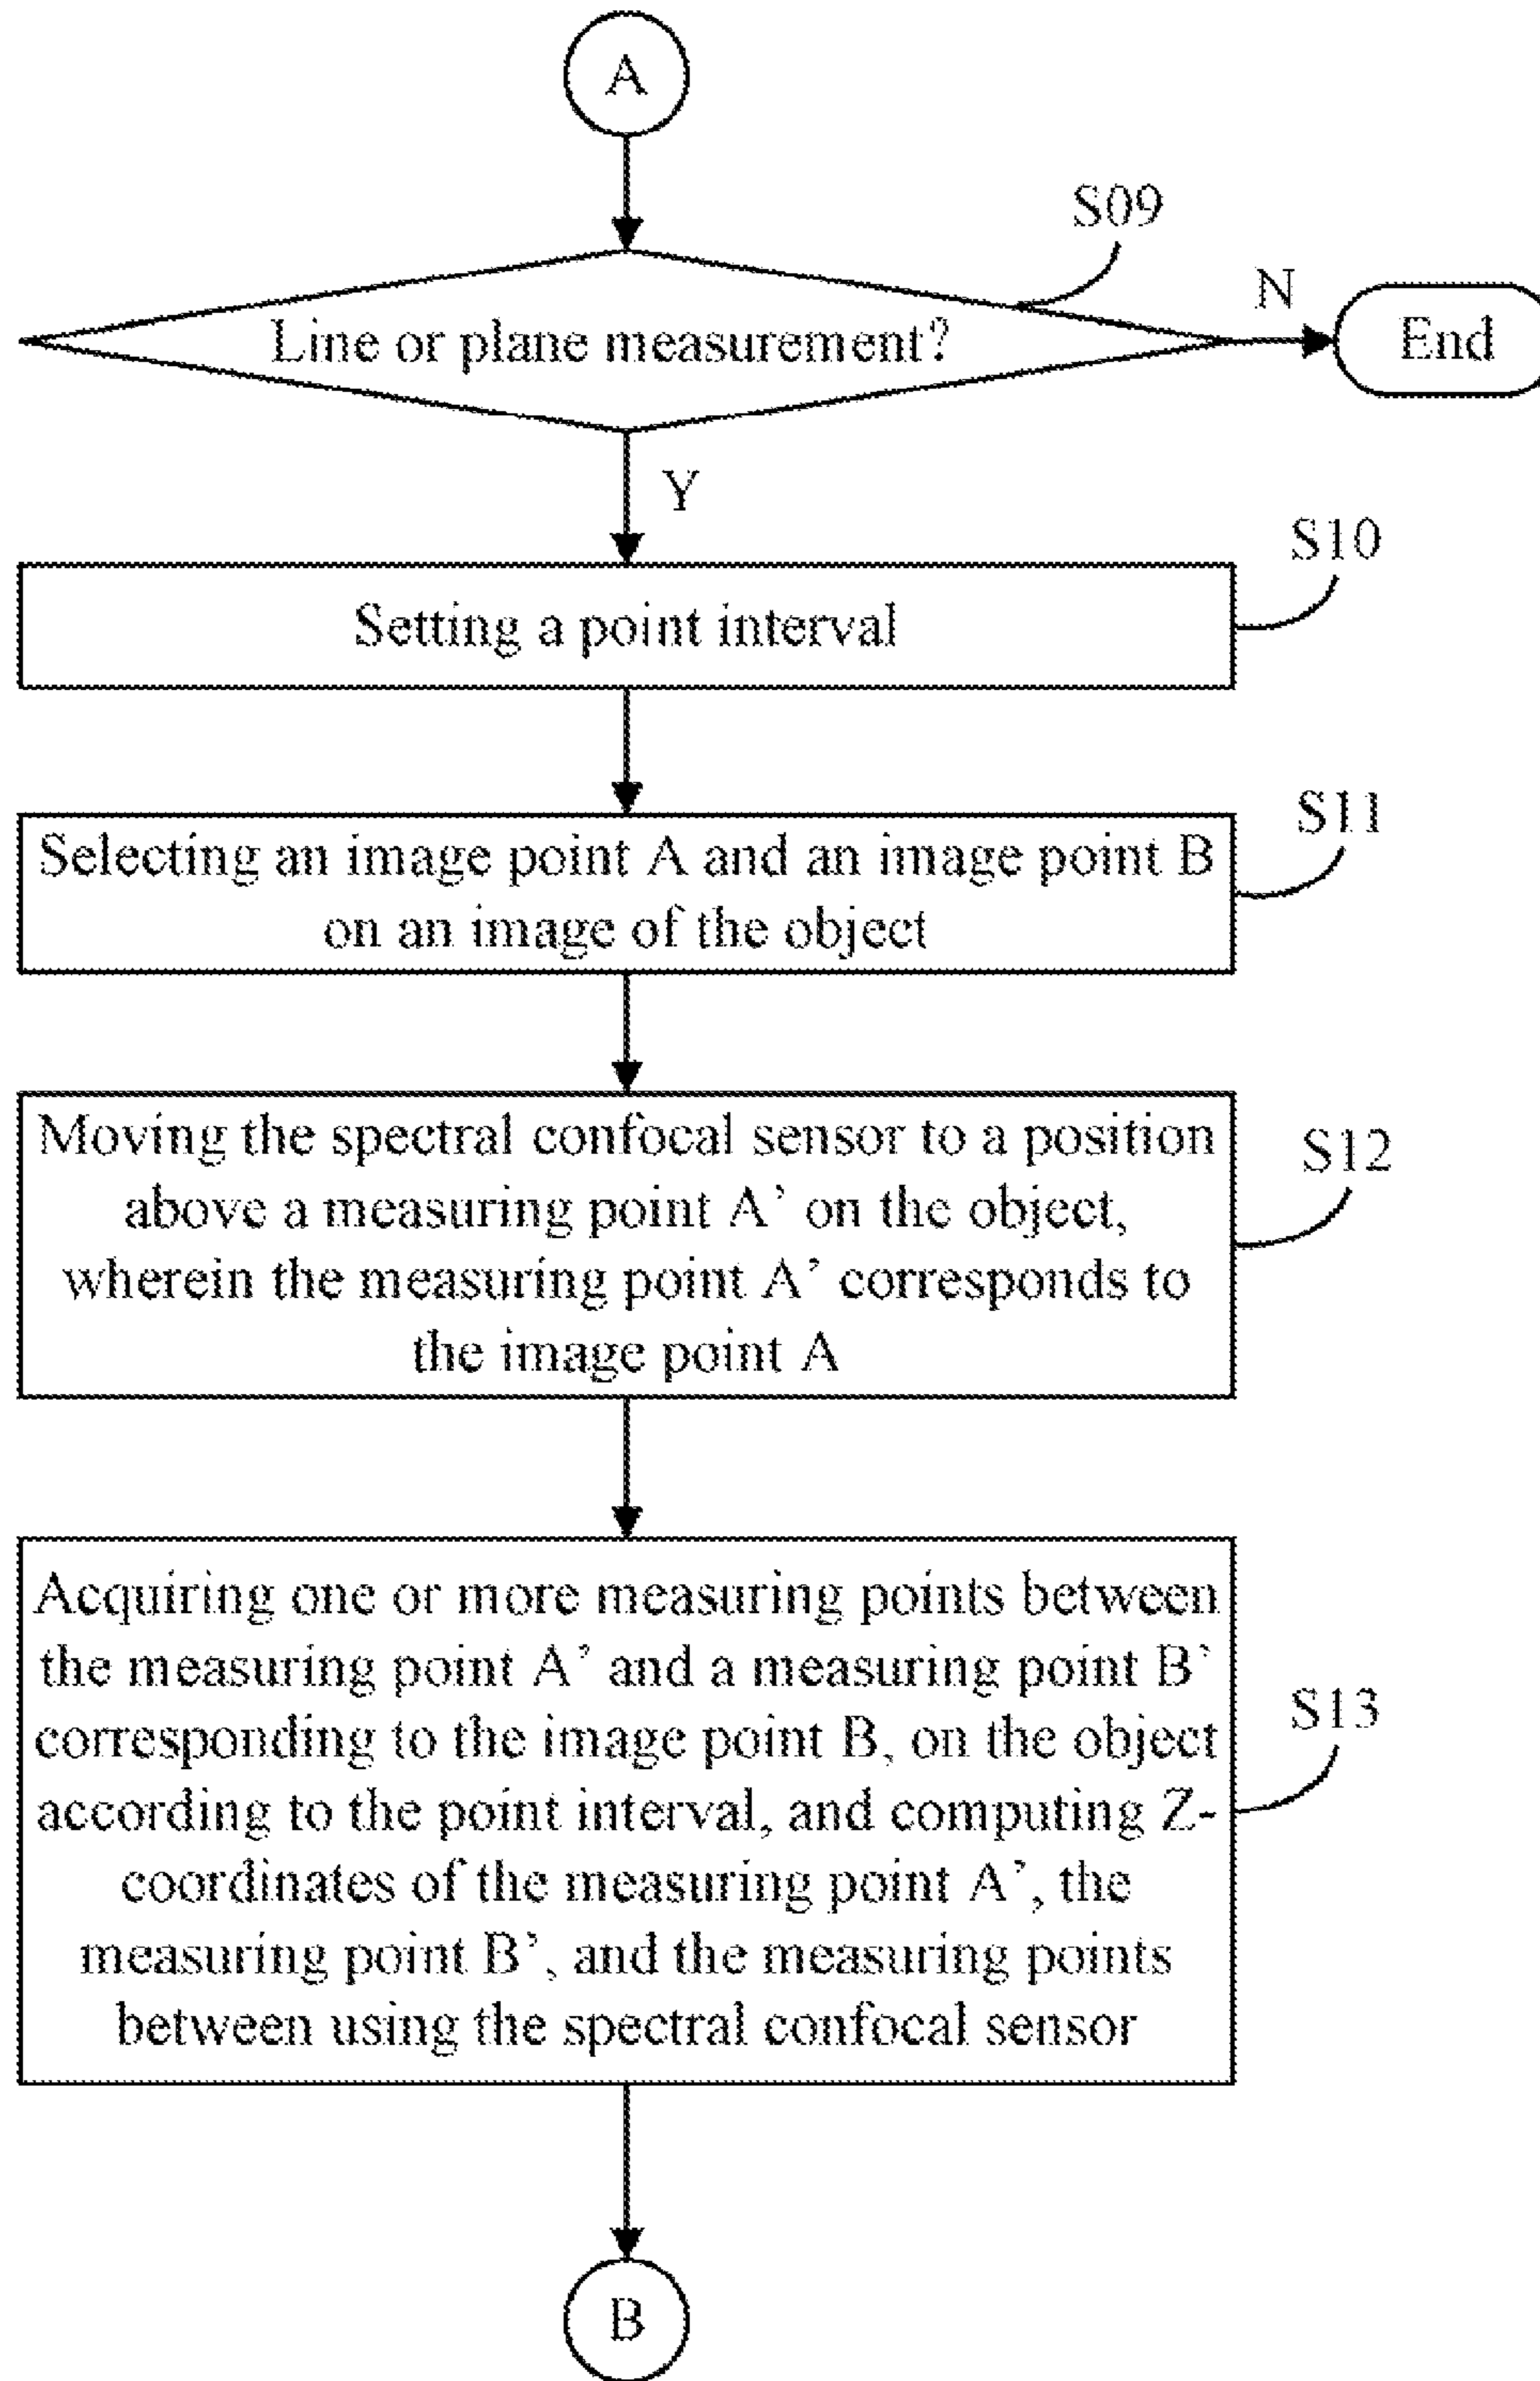 A
S09
Line or plane measurement?
N
End
Y
S10
Setting a point interval
S11
Selecting an image point A and an image point B
on an image of the object
S12
Moving the spectral confocal sensor to a position
above a measuring point A’ on the object,
wherein the measuring point A’ corresponds to
the image point A
S13
Acquiring one or more measuring points between
the measuring point A’ and a measuring point B’
corresponding to the image point B, on the object
according to the point interval, and computing Z-
coordinates of the measuring point A’, the
measuring point B’, and the measuring points
between using the spectral confocal sensor
B